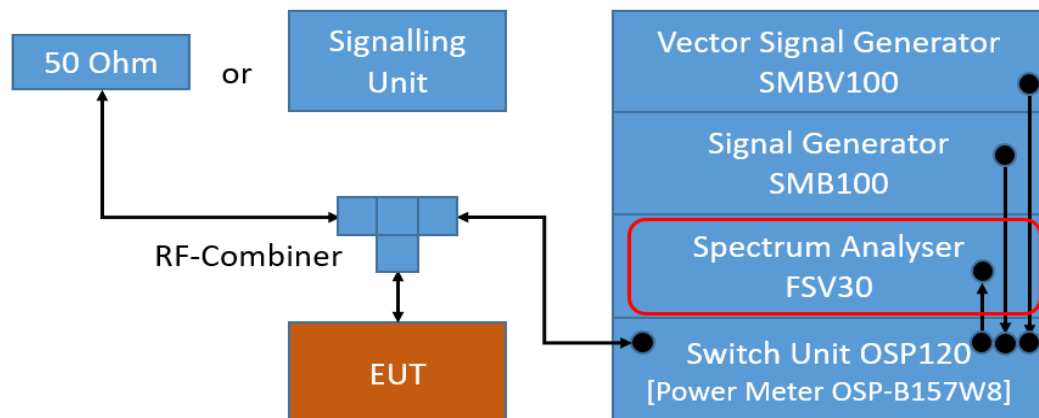 50 Ohm
or
Signalling
Unit
Vector Signal Generator
SMBV100
Signal Generator
SMB100
RF-Combiner
Spectrum Analyser
FSV30
EUT
Switch Unit OSP120
[Power Meter OSP-B157W8]